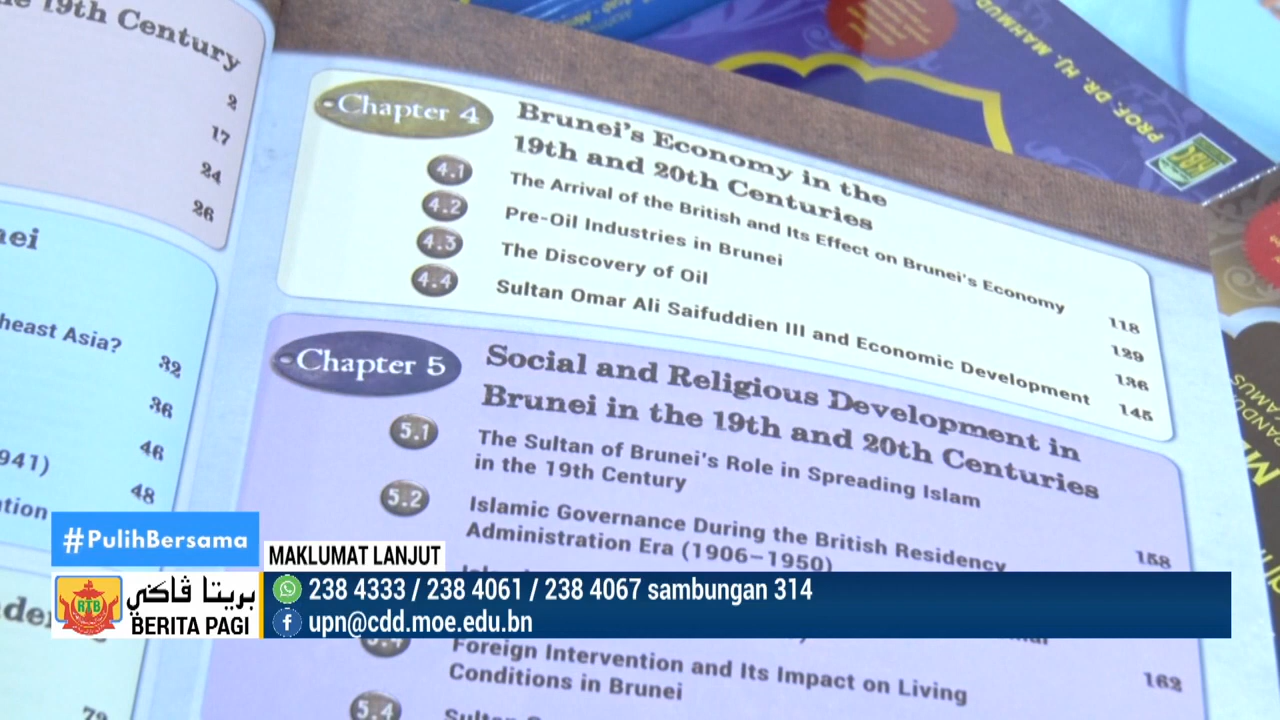 he 19th Century
2
17
24
26
nei
heast Asia?
32
36
46
941)
48
ation
72
Chapter 4
Brunei's Economy in the
19th and 20th Centuries
4.1 The Arrival of the British and Its Effect on Brunei's Economy 118
4.2 Pre-Oil Industries in Brunei 129
4.3 The Discovery of Oil 136
4.4 Sultan Omar Ali Saifuddien III and Economic Development 145
Chapter 5
Social and Religious Development in
Brunei in the 19th and 20th Centuries
5.1 The Sultan of Brunei's Role in Spreading Islam
in the 19th Century
5.2 Islamic Governance During the British Residency
Administration Era (1906–1950) 158
Foreign Intervention and Its Impact on Living
Conditions in Brunei 162
5.4
PROF. DR. HJ. MAHMUD
#PulihBersama
MAKLUMAT LANJUT
RTB
بريتا ڤاݢي
BERITA PAGI
238 4333 / 238 4061 / 238 4067 sambungan 314
upn@cdd.moe.edu.bn